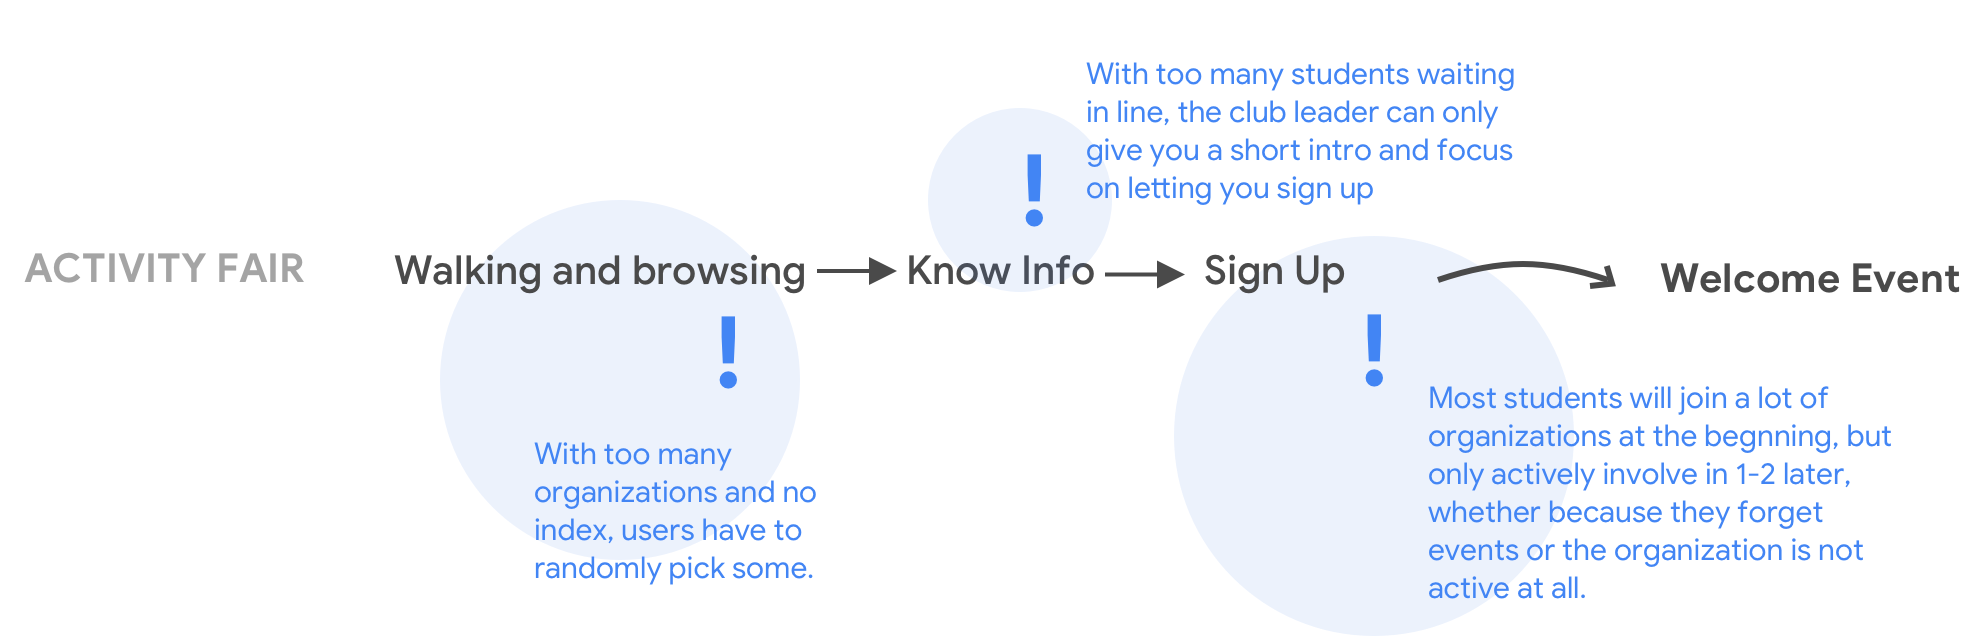 With too many students waiting
in line, the club leader can only
give you a short intro and focus
on letting you sign up
!
ACTIVITY FAIR
Walking and browsing
Know Info
Sign Up
Welcome Event
!
With too many
organizations and no
index, users have to
randomly pick some.
!
Most students will join a lot of
organizations at the begnning, but
only actively involve in 1-2 later,
whether because they forget
events or the organization is not
active at all.